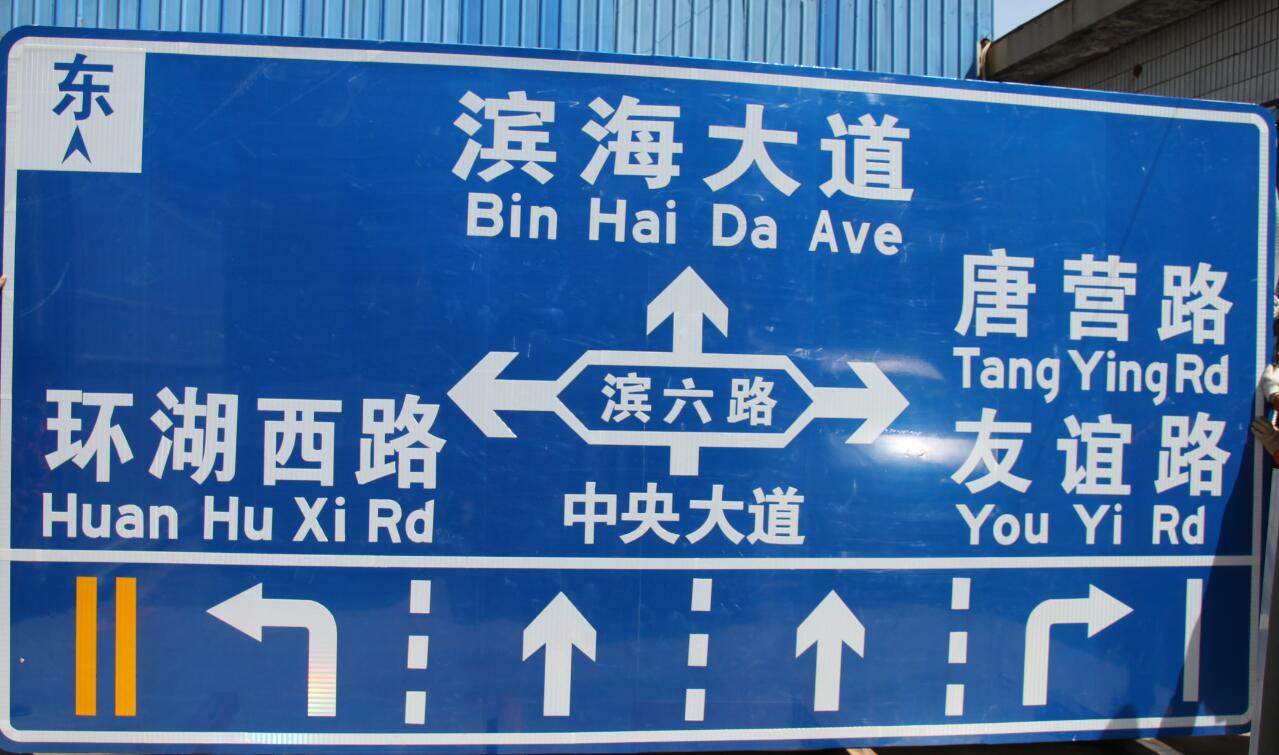 东
滨海大道
Bin Hai Da Ave
唐营路
Tang Ying Rd
滨六路
环湖西路
Huan Hu Xi Rd
友谊路
You Yi Rd
中央大道